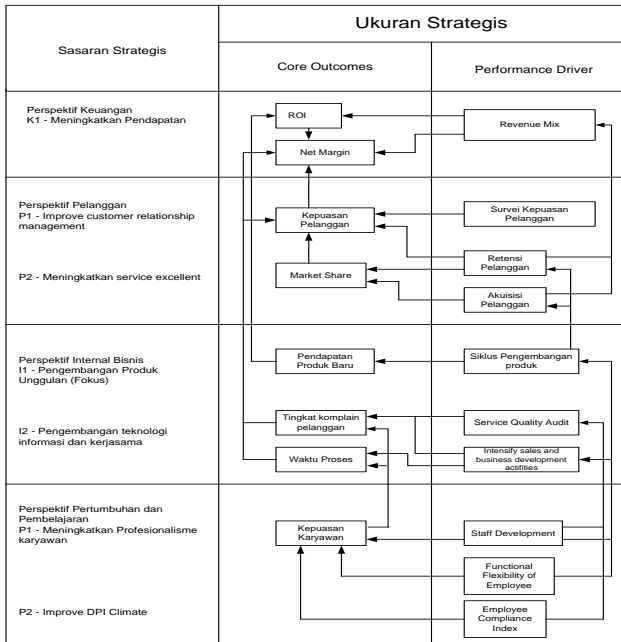 Sasaran Strategis
Ukuran Strategis
Core Outcomes
Performance Driver
Perspektif Keuangan
K1 - Meningkatkan Pendapatan
ROI
Net Margin
Revenue Mix
Perspektif Pelanggan
P1 - Improve customer relationship
management
P2 - Meningkatkan service excellent
Kepuasan
Pelanggan
Market Share
Survei Kepuasan
Pelanggan
Retensi
Pelanggan
Akuisisi
Pelanggan
Perspektif Internal Bisnis
I1 - Pengembangan Produk
Unggulan (Fokus)
I2 - Pengembangan teknologi
informasi dan kerjasama
Pendapatan
Produk Baru
Tingkat komplain
pelanggan
Waktu Proses
Siklus Pengembangan
produk
Service Quality Audit
Intensify sales and
business development
actifities
Perspektif Pertumbuhan dan
Pembelajaran
P1 - Meningkatkan Profesionalisme
karyawan
P2 - Improve DPI Climate
Kepuasan
Karyawan
Staff Development
Functional
Flexibility of
Employee
Employee
Compliance
Index